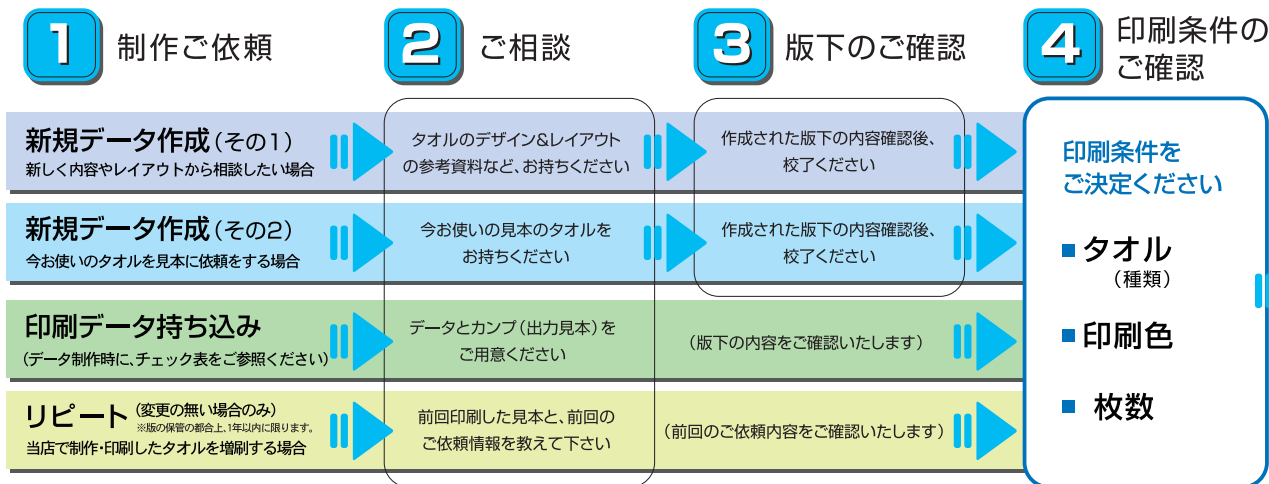 1 制作ご依頼
2 ご相談
3 版下のご確認
4 印刷条件の
ご確認
新規データ作成(その1)
新しく内容やレイアウトから相談したい場合
タオルのデザイン&レイアウト
の参考資料など、お持ちください
作成された版下の内容確認後、
校了ください
新規データ作成(その2)
今お使いのタオルを見本に依頼をする場合
今お使いの見本のタオルを
お持ちください
作成された版下の内容確認後、
校了ください
印刷データ持ち込み
(データ制作時に、チェック表をご参照ください)
データとカンプ(出力見本)を
ご用意ください
(版下の内容をご確認いたします)
リピート(変更の無い場合のみ)
※版の保管の都合上、1年以内に限ります。
当店で制作・印刷したタオルを増刷する場合
前回印刷した見本と、前回の
ご依頼情報を教えて下さい
(前回のご依頼内容をご確認いたします)
印刷条件を
ご決定ください
■タオル
(種類)
■印刷色
■ 枚数